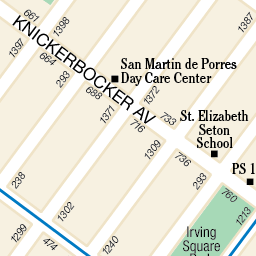 661
1398
1387
1397
KNICKERBOCKER AV
664
293
San Martin de Porres
Day Care Center
688
1372
1371
716
733
St. Elizabeth
Seton
School
1309
736
293
PS 1
238
760
1302
1213
1299
474
1240
Irving
Square